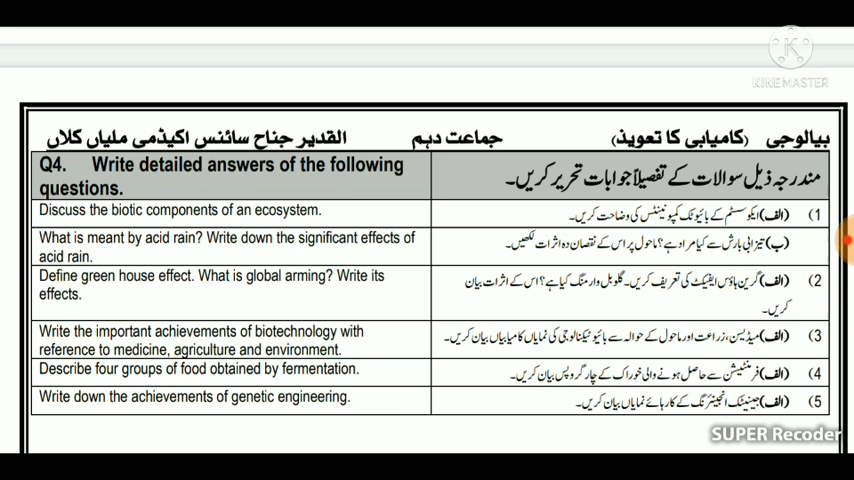 K
KINEMASTER
بیالوجی (کامیابی کا تعویذ) جماعت دہم القدیر جناح سائنس اکیڈمی ملیاں کلاں
Q4. Write detailed answers of the following
questions.
مندرجہ ذیل سوالات کے تفصیلاً جوابات تحریر کریں۔
Discuss the biotic components of an ecosystem.
1) (الف) ایکوسسٹم کے بائیوٹک کمپونینٹس کی وضاحت کریں۔
What is meant by acid rain? Write down the significant effects of
acid rain.
(ب) تیزابی بارش سے کیا مراد ہے؟ ماحول پر اس کے نقصان دہ اثرات لکھیں۔
Define green house effect. What is global arming? Write its
effects.
2) (الف) گرین ہاؤس ایفیکٹ کی تعریف کریں۔ گلوبل وارمنگ کیا ہے؟ اس کے اثرات بیان
کریں۔
Write the important achievements of biotechnology with
reference to medicine, agriculture and environment.
3) (الف) میڈیسن، زراعت اور ماحول کے حوالہ سے بائیوٹیکنالوجی کی نمایاں کامیابیاں بیان کریں۔
Describe four groups of food obtained by fermentation.
4) (الف) فرمنٹیشن سے حاصل ہونے والی خوراک کے چار گروپس بیان کریں۔
Write down the achievements of genetic engineering.
5) (الف) جینیٹک انجینئرنگ کے کارہائے نمایاں بیان کریں۔
SUPER Recoder